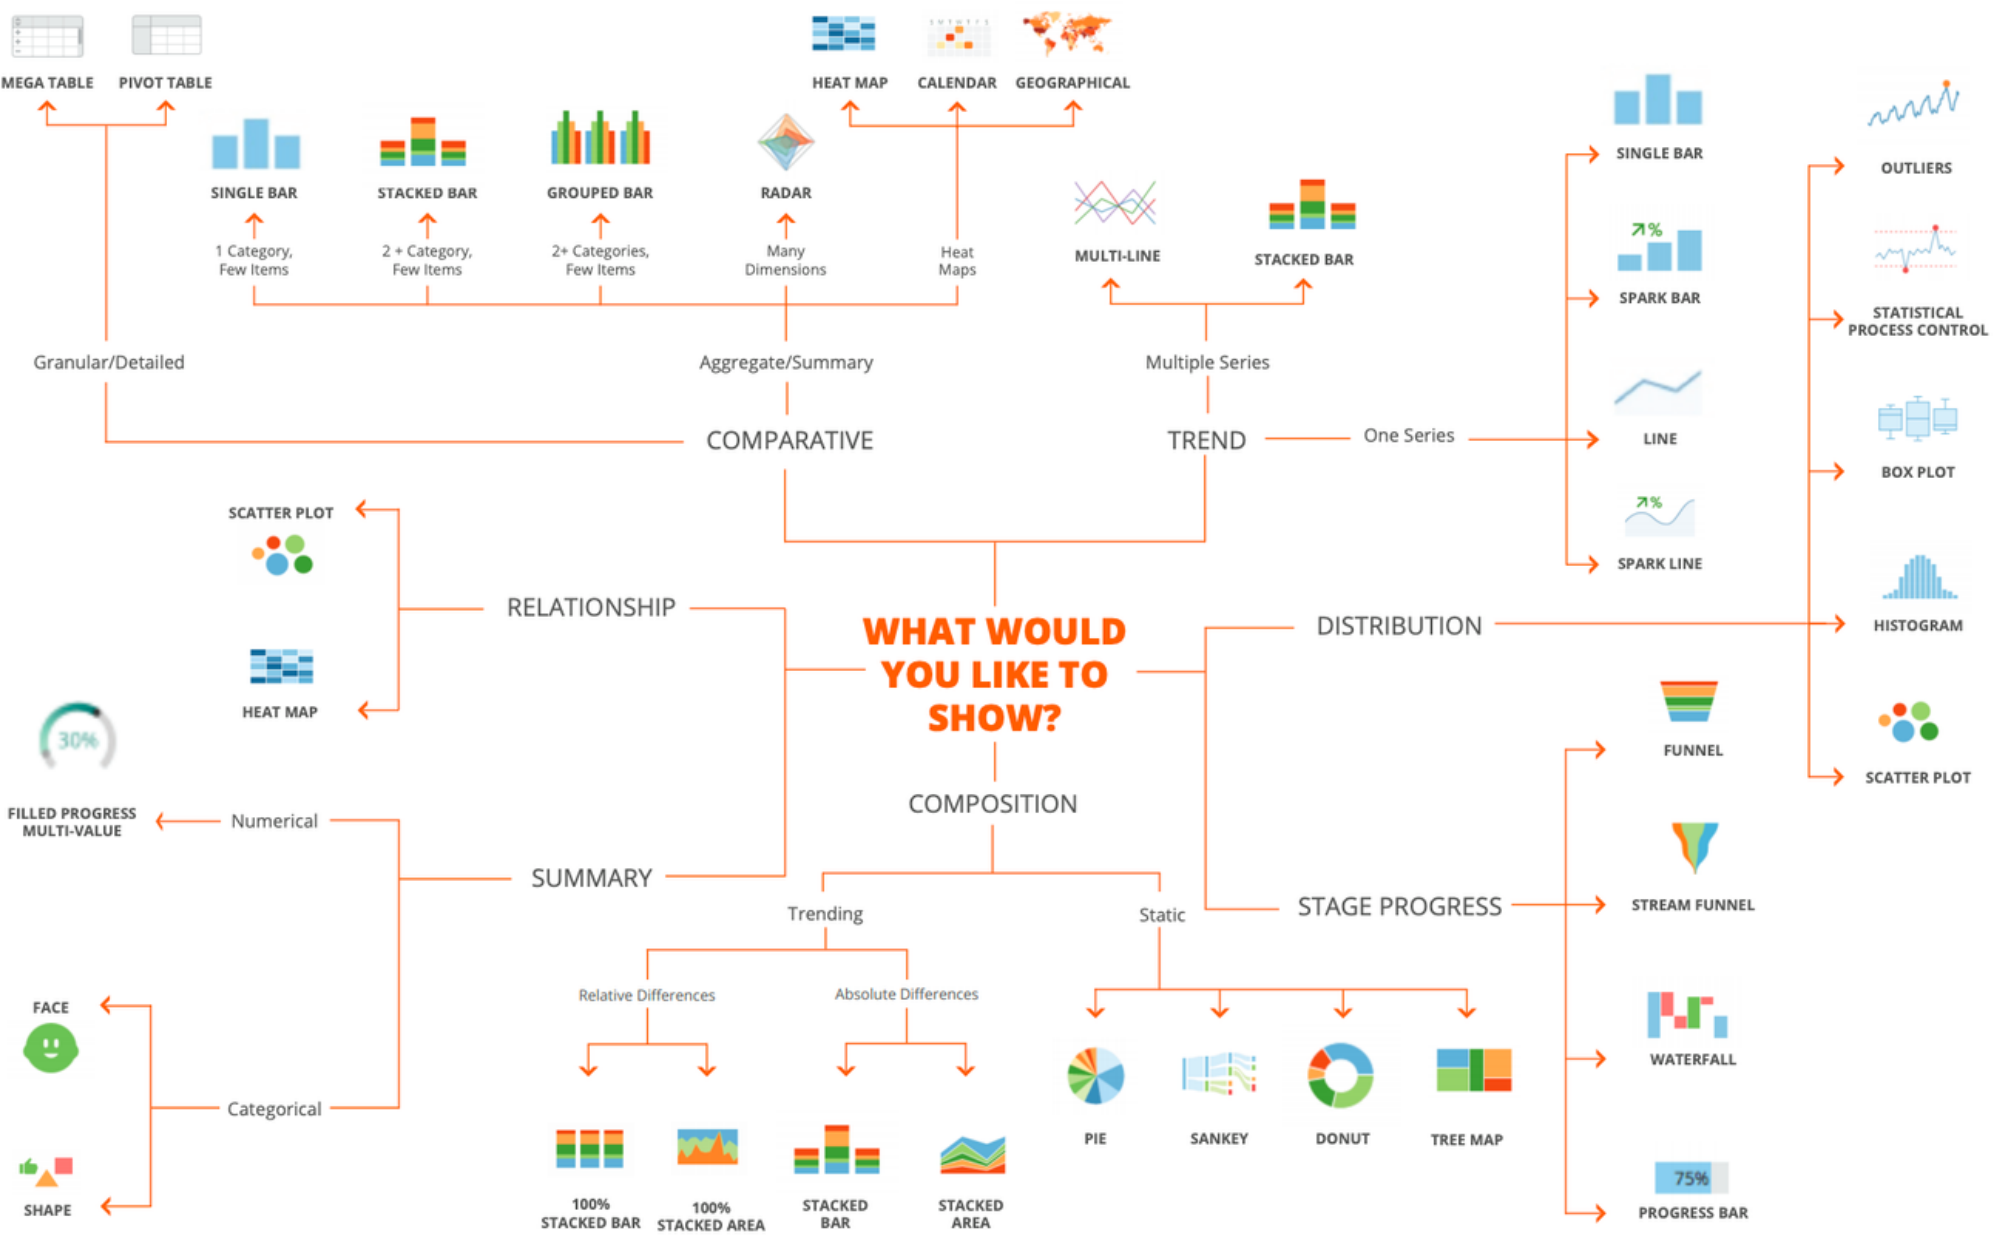 MEGA TABLE
PIVOT TABLE
HEAT MAP
CALENDAR
GEOGRAPHICAL
S M T W T F S
SINGLE BAR
STACKED BAR
GROUPED BAR
RADAR
1 Category,
Few Items
2 + Category,
Few Items
2+ Categories,
Few Items
Many
Dimensions
Heat
Maps
Granular/Detailed
Aggregate/Summary
COMPARATIVE
MULTI-LINE
STACKED BAR
Multiple Series
TREND
One Series
SINGLE BAR
%
SPARK BAR
LINE
%
SPARK LINE
OUTLIERS
STATISTICAL
PROCESS CONTROL
BOX PLOT
HISTOGRAM
SCATTER PLOT
DISTRIBUTION
SCATTER PLOT
RELATIONSHIP
HEAT MAP
WHAT WOULD
YOU LIKE TO
SHOW?
30%
FILLED PROGRESS
MULTI-VALUE
Numerical
SUMMARY
FACE
Categorical
SHAPE
COMPOSITION
Trending
Static
Relative Differences
Absolute Differences
100%
STACKED BAR
100%
STACKED AREA
STACKED
BAR
STACKED
AREA
PIE
SANKEY
DONUT
TREE MAP
STAGE PROGRESS
FUNNEL
STREAM FUNNEL
WATERFALL
75%
PROGRESS BAR